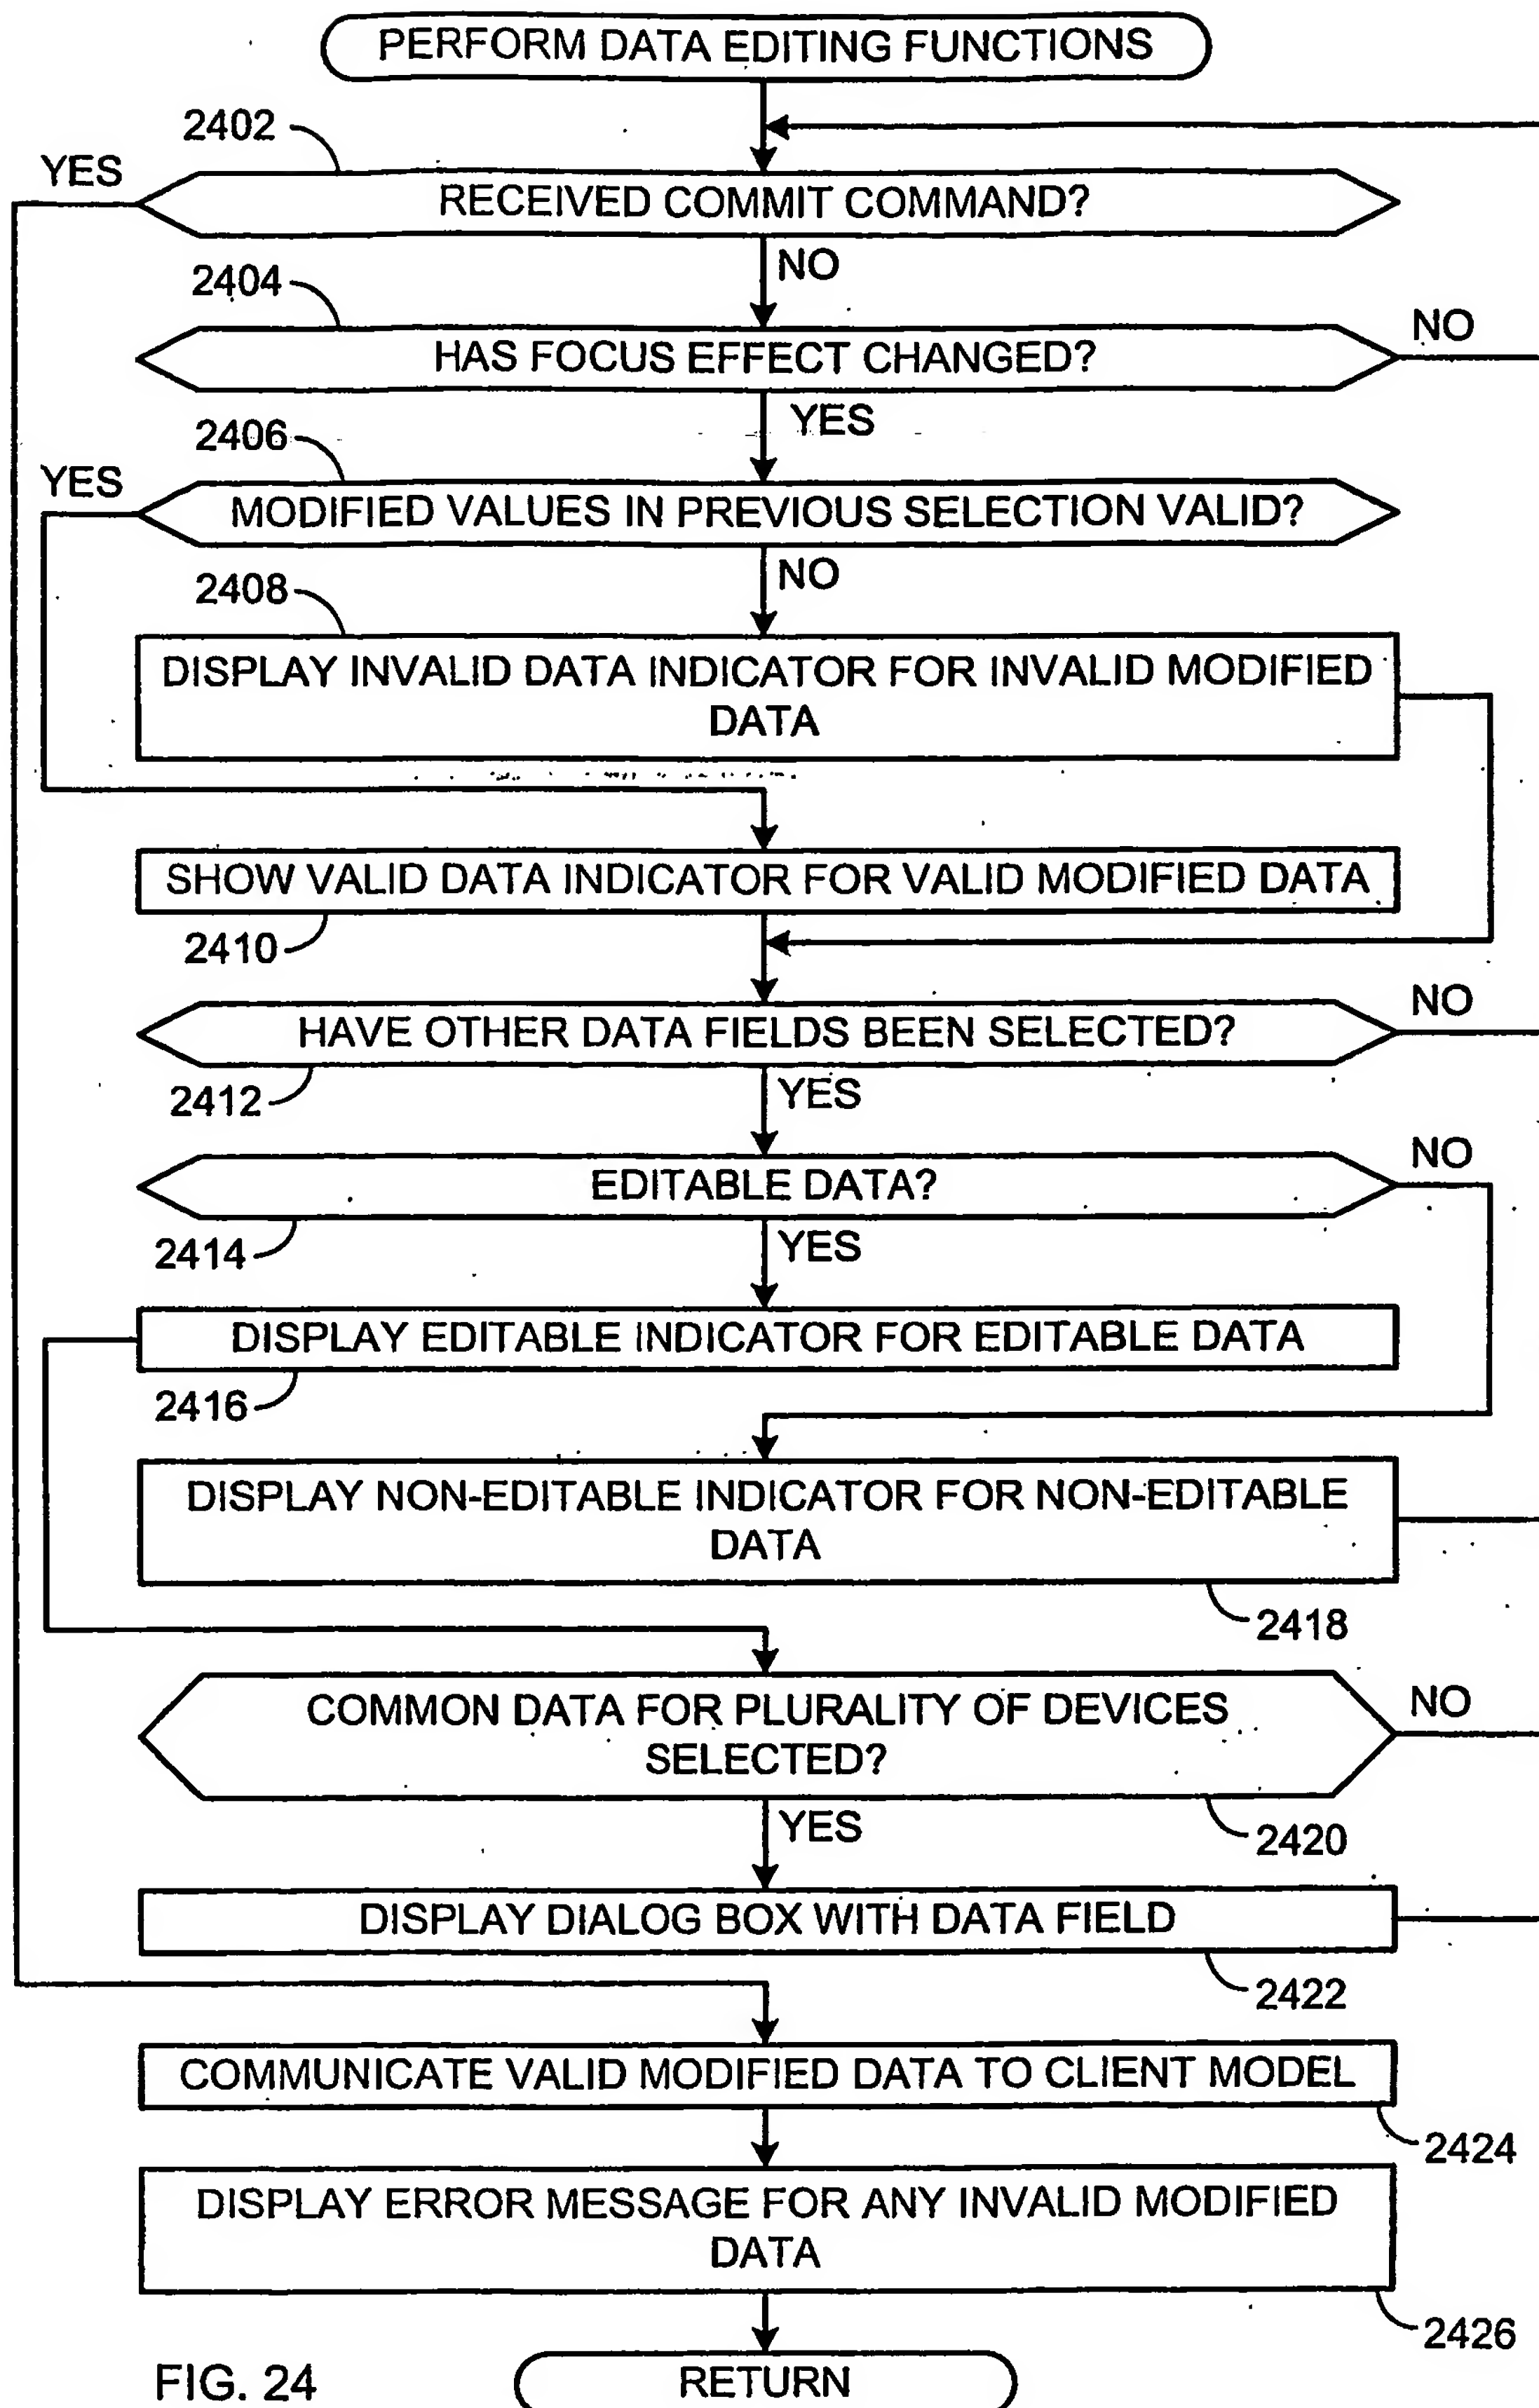 PERFORM DATA EDITING FUNCTIONS
2402
YES
RECEIVED COMMIT COMMAND?
NO
2404
NO
HAS FOCUS EFFECT CHANGED?
YES
2406
YES
MODIFIED VALUES IN PREVIOUS SELECTION VALID?
NO
2408
DISPLAY INVALID DATA INDICATOR FOR INVALID MODIFIED
DATA
SHOW VALID DATA INDICATOR FOR VALID MODIFIED DATA
2410
NO
HAVE OTHER DATA FIELDS BEEN SELECTED?
2412
YES
NO
EDITABLE DATA?
2414
YES
DISPLAY EDITABLE INDICATOR FOR EDITABLE DATA
2416
DISPLAY NON-EDITABLE INDICATOR FOR NON-EDITABLE
DATA
2418
COMMON DATA FOR PLURALITY OF DEVICES
SELECTED?
NO
YES
2420
DISPLAY DIALOG BOX WITH DATA FIELD
2422
COMMUNICATE VALID MODIFIED DATA TO CLIENT MODEL
2424
DISPLAY ERROR MESSAGE FOR ANY INVALID MODIFIED
DATA
2426
FIG. 24
RETURN